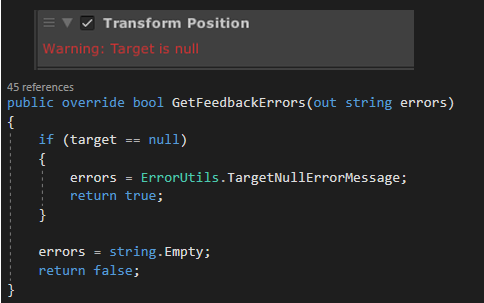 Transform Position
Warning: Target is null
45 references
public override bool GetFeedbackErrors(out string errors)
{
    if (target == null)
    {
        errors = ErrorUtils.TargetNullErrorMessage;
        return true;
    }

    errors = string.Empty;
    return false;
}